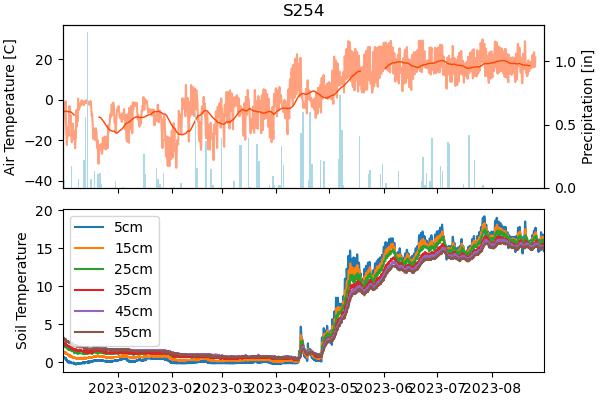 S254
Air Temperature [C]
20
0
−20
−40
Precipitation [in]
1.0
0.5
0.0
Soil Temperature
20
15
10
5
0
5cm
15cm
25cm
35cm
45cm
55cm
2023-01 2023-02 2023-03 2023-04 2023-05 2023-06 2023-07 2023-08